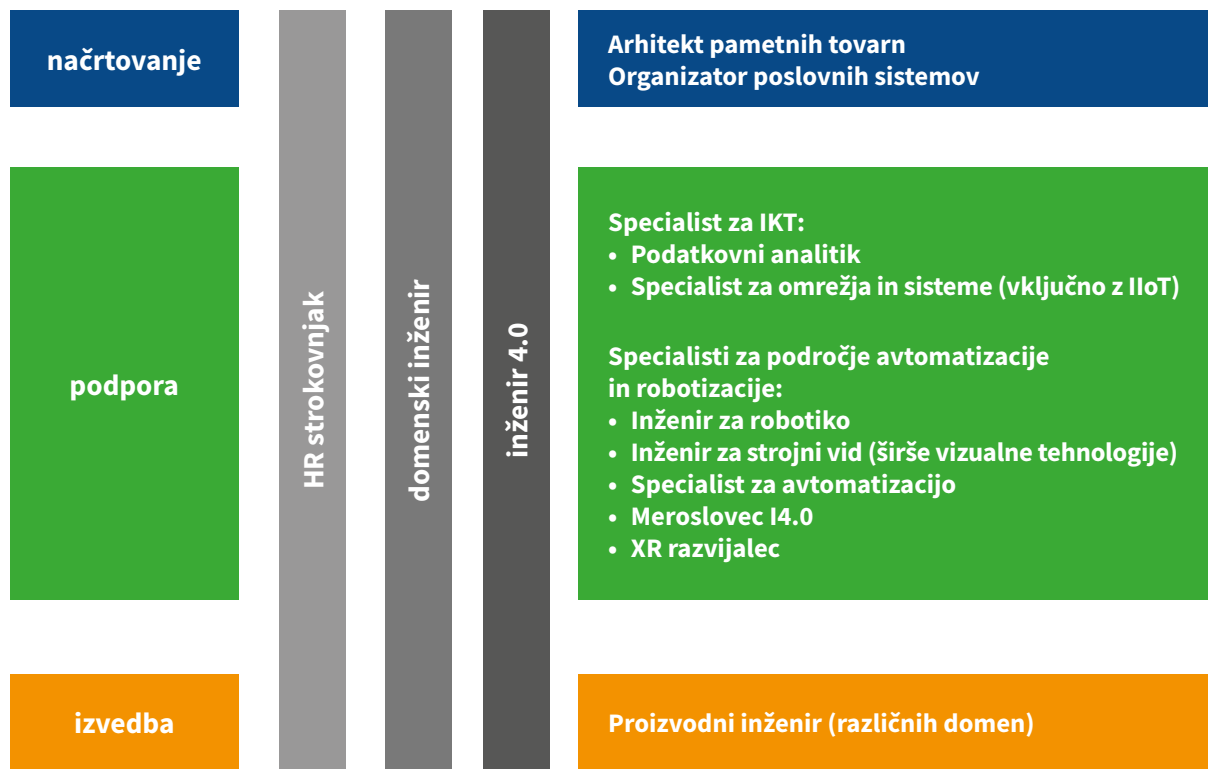 načrtovanje
Arhitekt pametnih tovarn
Organizator poslovnih sistemov
podpora
HR strokovnjak
domenski inženir
inženir 4.0
Specialist za IKT:
• Podatkovni analitik
• Specialist za omrežja in sisteme (vključno z IIoT)
Specialisti za področje avtomatizacije
in robotizacije:
• Inženir za robotiko
• Inženir za strojni vid (širše vizualne tehnologije)
• Specialist za avtomatizacijo
• Meroslovec I4.0
• XR razvijalec
izvedba
Proizvodni inženir (različnih domen)